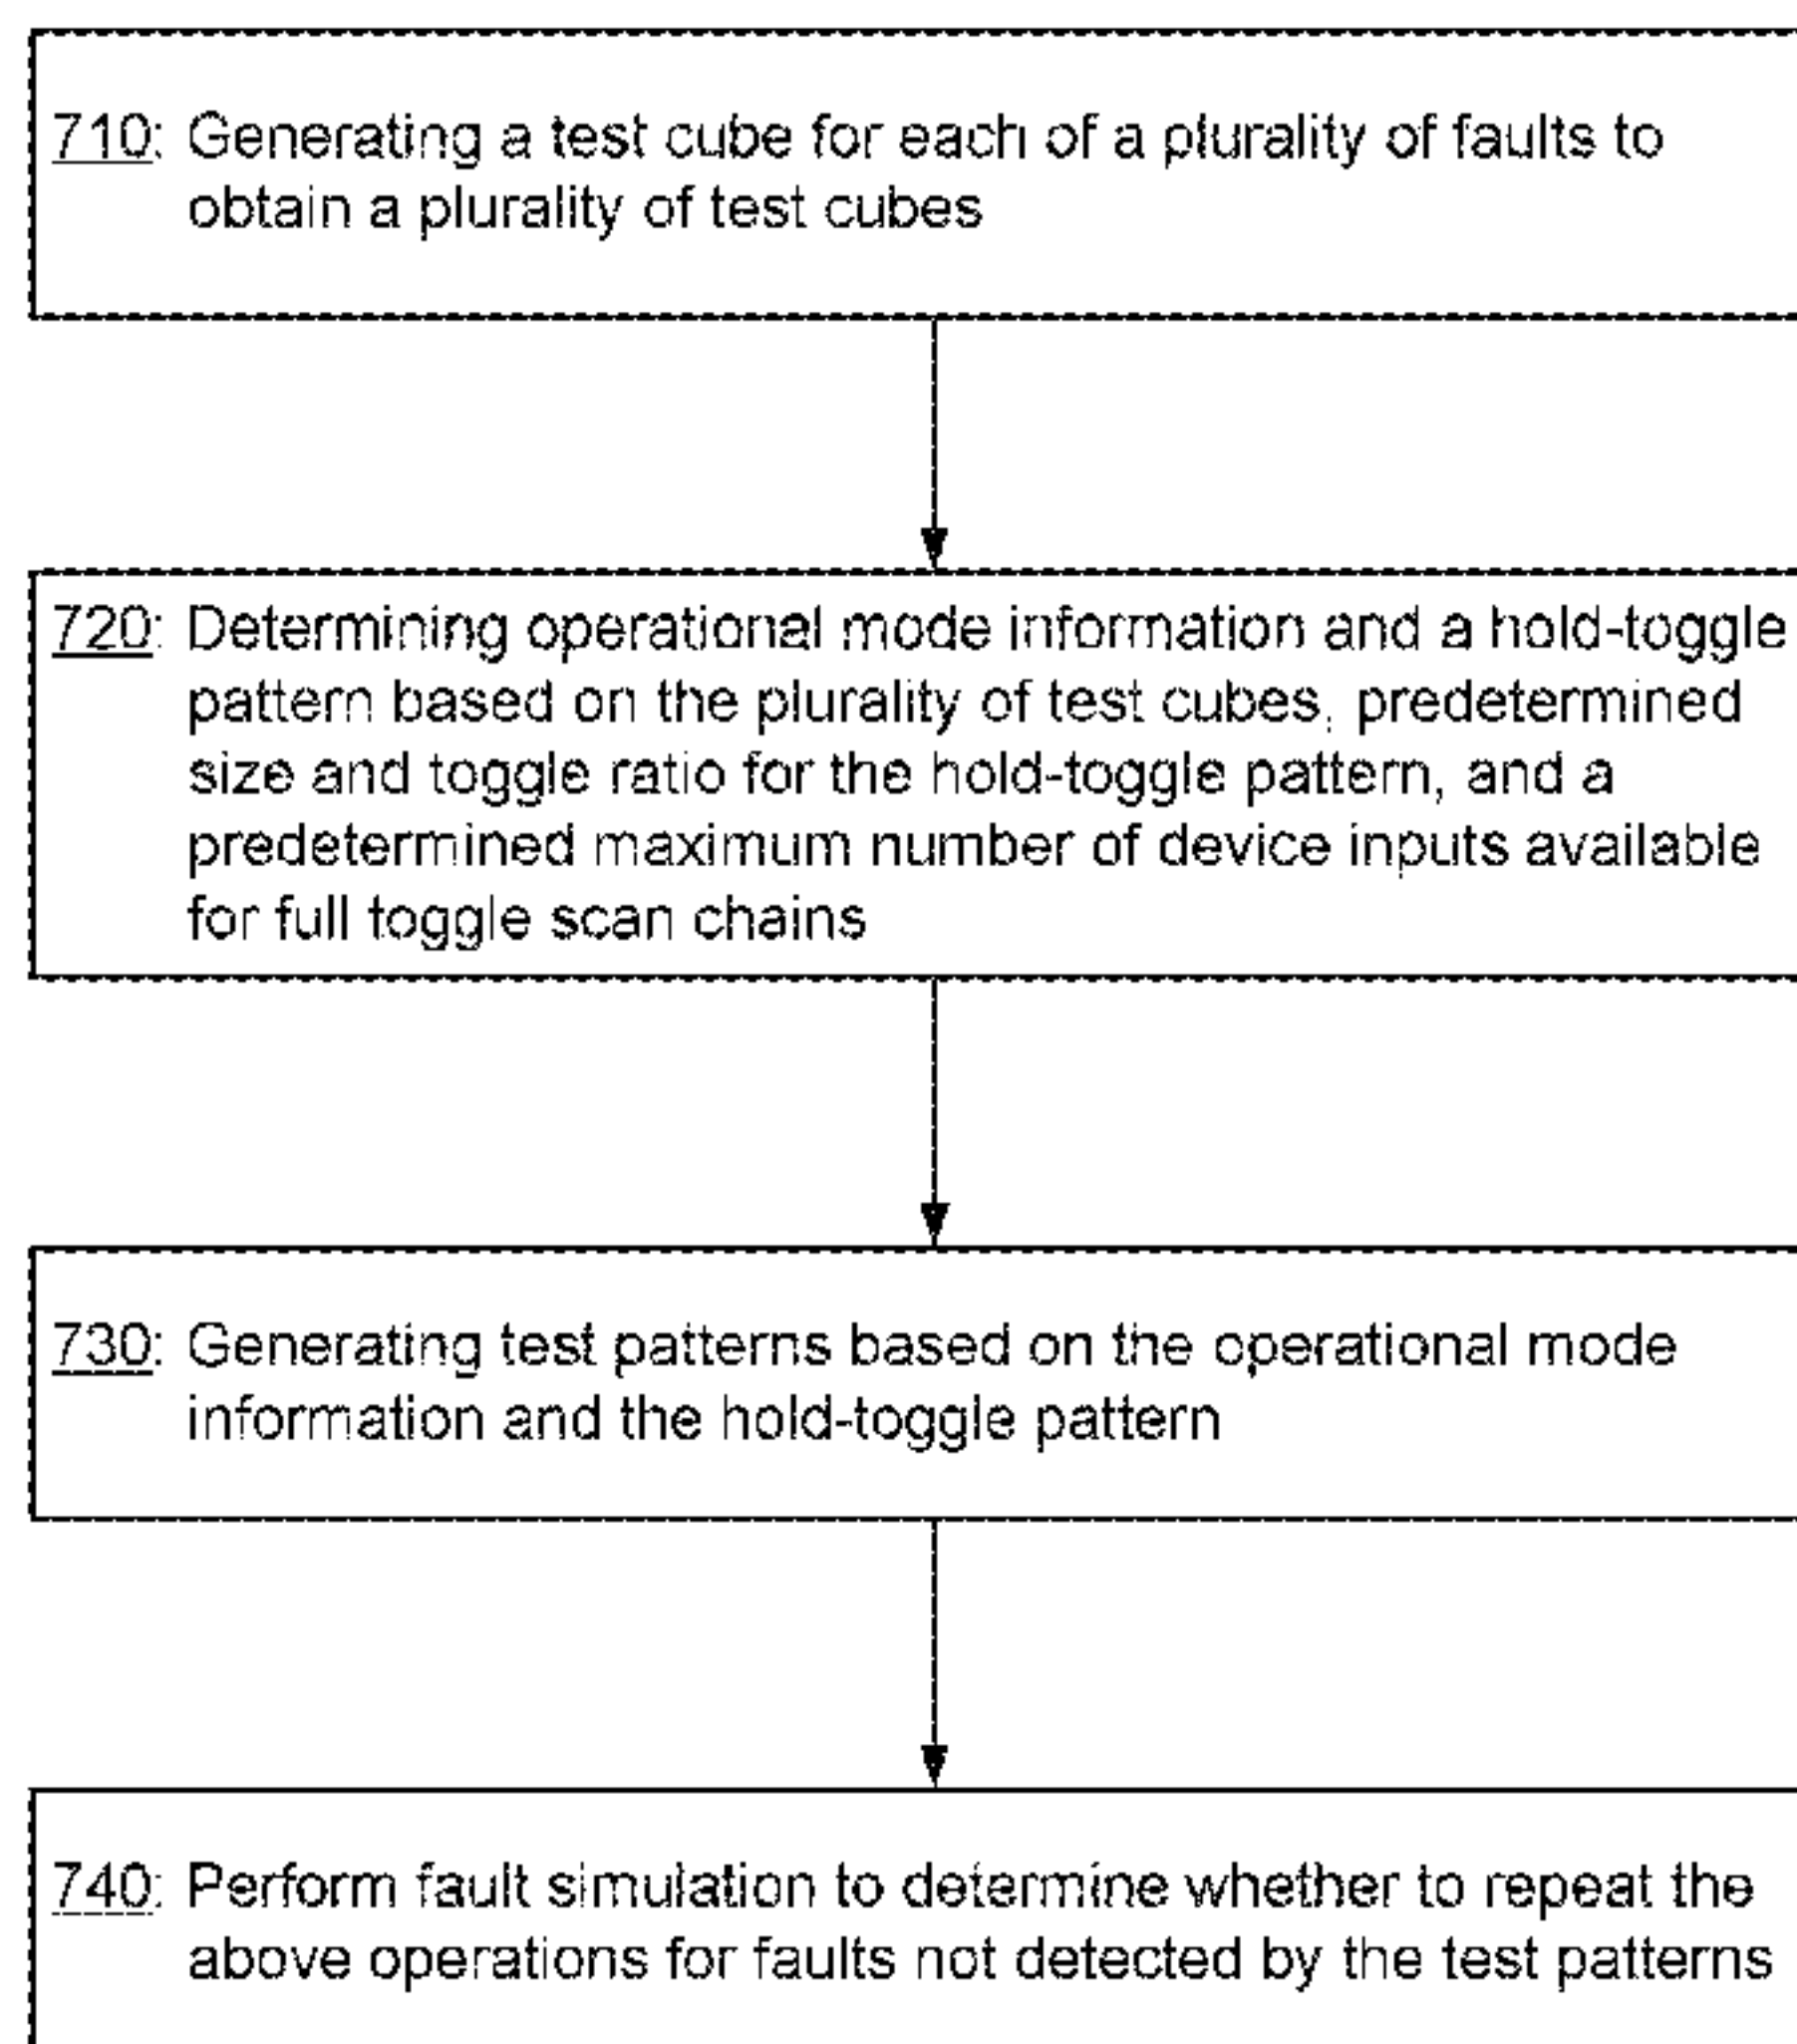 710: Generating a test cube for each of a plurality of faults to
obtain a plurality of test cubes
720: Determining operational mode information and a hold-toggle
pattern based on the plurality of test cubes, predetermined
size and toggle ratio for the hold-toggle pattern, and a
predetermined maximum number of device inputs available
for full toggle scan chains
730: Generating test patterns based on the operational mode
information and the hold-toggle pattern
740: Perform fault simulation to determine whether to repeat the
above operations for faults not detected by the test patterns